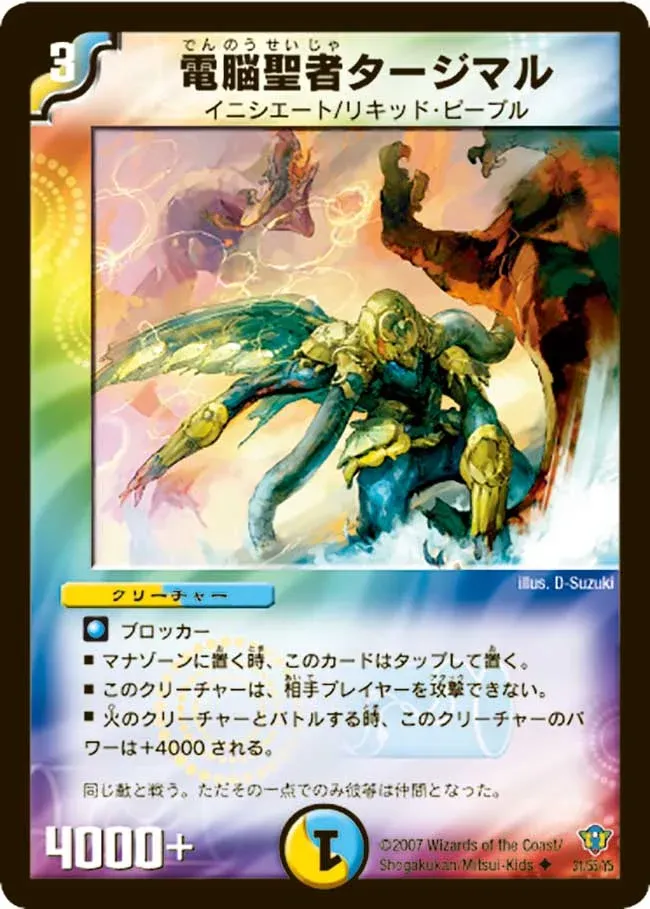 3
でんのうせいじゃ
電脳聖者タージマル
イニシエート/リキッド・ピープル
illus. D-Suzuki
クリーチャー
ブロッカー
■ マナゾーンに置く時、このカードはタップして置く。
■ このクリーチャーは、相手プレイヤーを攻撃できない。
■ 火のクリーチャーとバトルする時、このクリーチャーのパ
ワーは+4000される。
同じ敵と戦う。ただその一点でのみ彼等は仲間となった。
4000+
1
©2007 Wizards of the Coast/
Shogakukan/Mitsui-Kids ◆
31/55 Y5